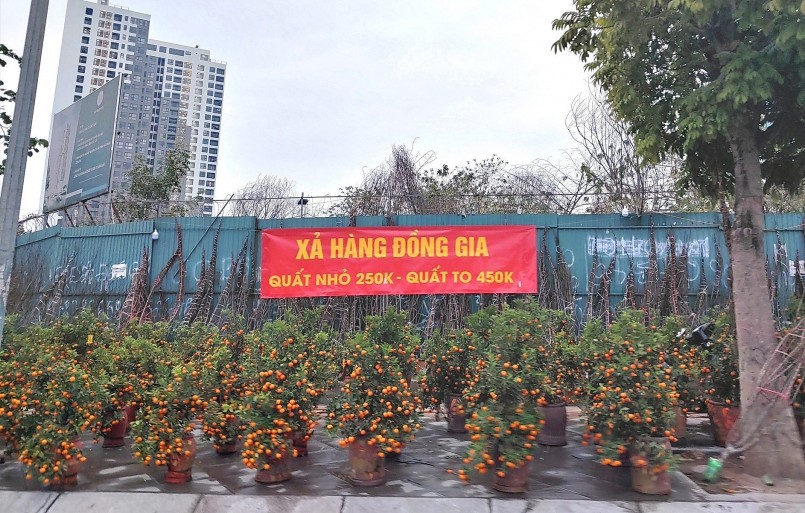 XẢ HÀNG ĐỒNG GIA
QUẤT NHỎ 250K - QUẤT TO 450K